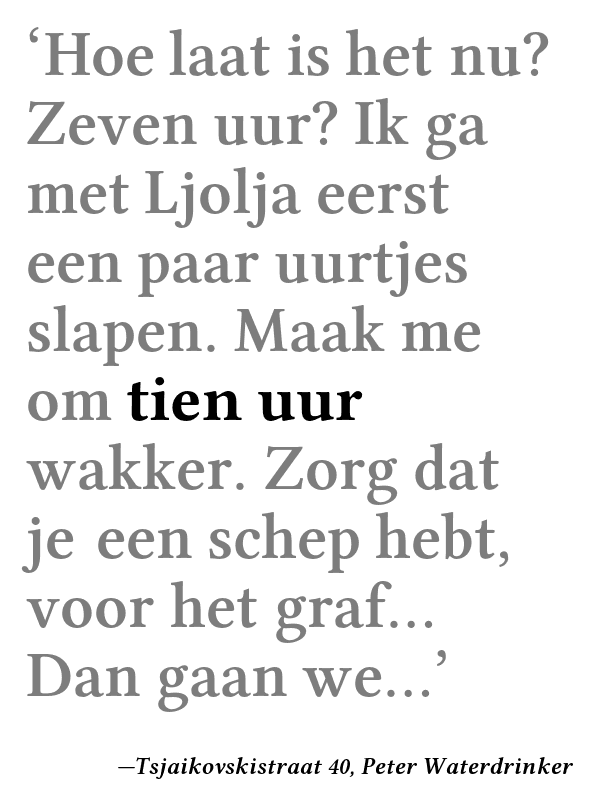 ‘Hoe laat is het nu?
Zeven uur? Ik ga
met Ljolja eerst
een paar uurtjes
slapen. Maak me
om tien uur
wakker. Zorg dat
je een schep hebt,
voor het graf...
Dan gaan we...’
—Tsjaikovskistraat 40, Peter Waterdrinker